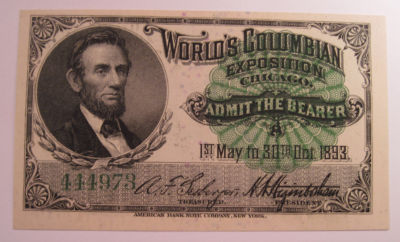 WORLD'S COLUMBIAN
EXPOSITION
CHICAGO
ADMIT THE BEARER
1ST May to 30TH Oct. 1893.
444973
TREASURER. PRESIDENT
AMERICAN BANK NOTE COMPANY, NEW YORK.